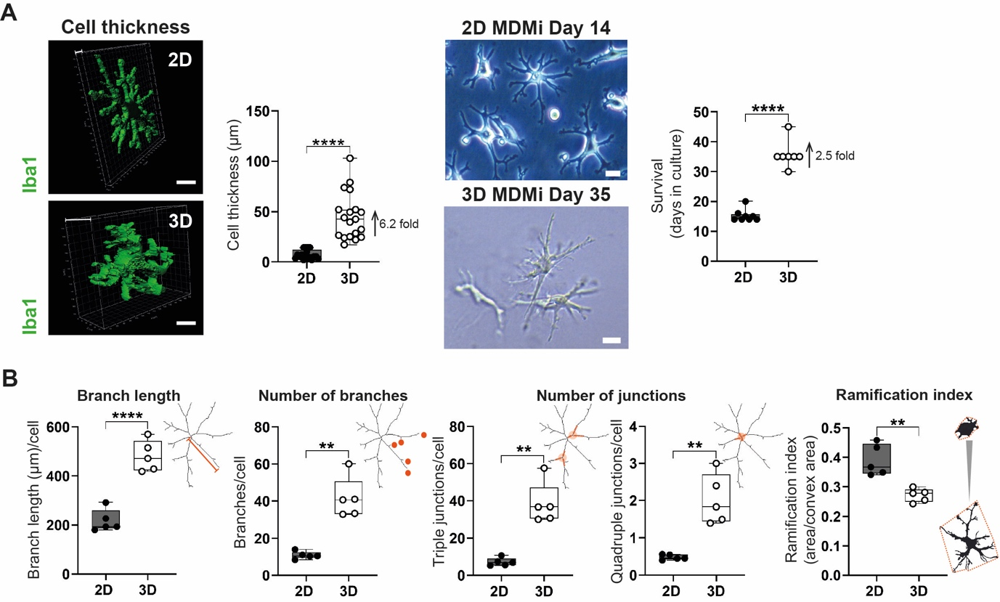 A
Cell thickness
2D
Iba1
3D
Iba1
Cell thickness (µm)
150
100
50
0
****
6.2 fold
2D
3D
2D MDMi Day 14
3D MDMi Day 35
Survival
(days in culture)
50
40
30
20
10
0
****
2.5 fold
2D
3D
B
Branch length
Branch length (µm)/cell
600
400
200
0
****
2D
3D
Number of branches
Branches/cell
80
60
40
20
0
**
2D
3D
Number of junctions
Triple junctions/cell
80
60
40
20
0
**
2D
3D
Quadruple junctions/cell
4
3
2
1
0
**
2D
3D
Ramification index
Ramification index
(area/convex area)
0.5
0.4
0.3
0.2
0.1
0.0
**
2D
3D